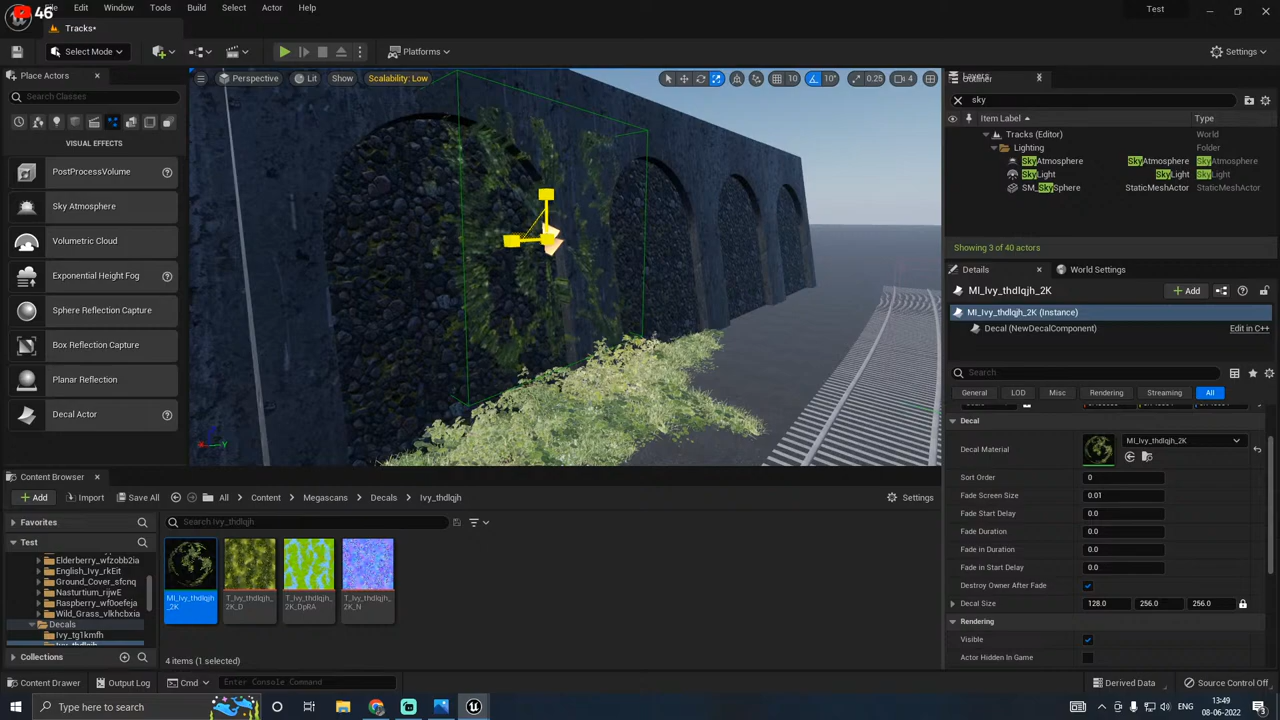 46
File Edit Window Tools Build Select Actor Help
Test
Tracks•
Select Mode
Platforms
Settings
Place Actors
Search Classes
VISUAL EFFECTS
PostProcessVolume
Sky Atmosphere
Volumetric Cloud
Exponential Height Fog
Sphere Reflection Capture
Box Reflection Capture
Planar Reflection
Decal Actor
Perspective Lit Show Scalability: Low
10 10° 0.25 4
sky
Item Label Type
Tracks (Editor) World
Lighting Folder
SkyAtmosphere SkyAtmosphere SkyAtmosphere
SkyLight SkyLight SkyLight
SM_SkySphere StaticMeshActor StaticMeshActor
Showing 3 of 40 actors
Details World Settings
MI_Ivy_thdlqjh_2K
Add
MI_Ivy_thdlqjh_2K (Instance)
Decal (NewDecalComponent) Edit in C++
Search
General LOD Misc Rendering Streaming All
Decal
Decal Material MI_Ivy_thdlqjh_2K
Sort Order 0
Fade Screen Size 0.01
Fade Start Delay 0.0
Fade Duration 0.0
Fade in Duration 0.0
Fade in Start Delay 0.0
Destroy Owner After Fade
Decal Size 128.0 256.0 256.0
Rendering
Visible
Actor Hidden In Game
Content Browser
Add Import Save All All Content Megascans Decals Ivy_thdlqjh Settings
Favorites
Test
Elderberry_wfzobb2ia
English_Ivy_rkEit
Ground_Cover_sfcnq
Nasturtium_rijwE
Raspberry_wf0oefeja
Wild_Grass_vlkhcbxia
Decals
Ivy_tg1kmfh
Ivy_thdlqjh
Collections
Search Ivy_thdlqjh
MI_Ivy_thdlqjh_2K
T_Ivy_thdlqjh_2K_D
T_Ivy_thdlqjh_2K_DpRA
T_Ivy_thdlqjh_2K_N
4 items (1 selected)
Content Drawer Output Log Cmd Enter Console Command Derived Data Source Control Off
Type here to search
ENG
13:49
08-06-2022
3